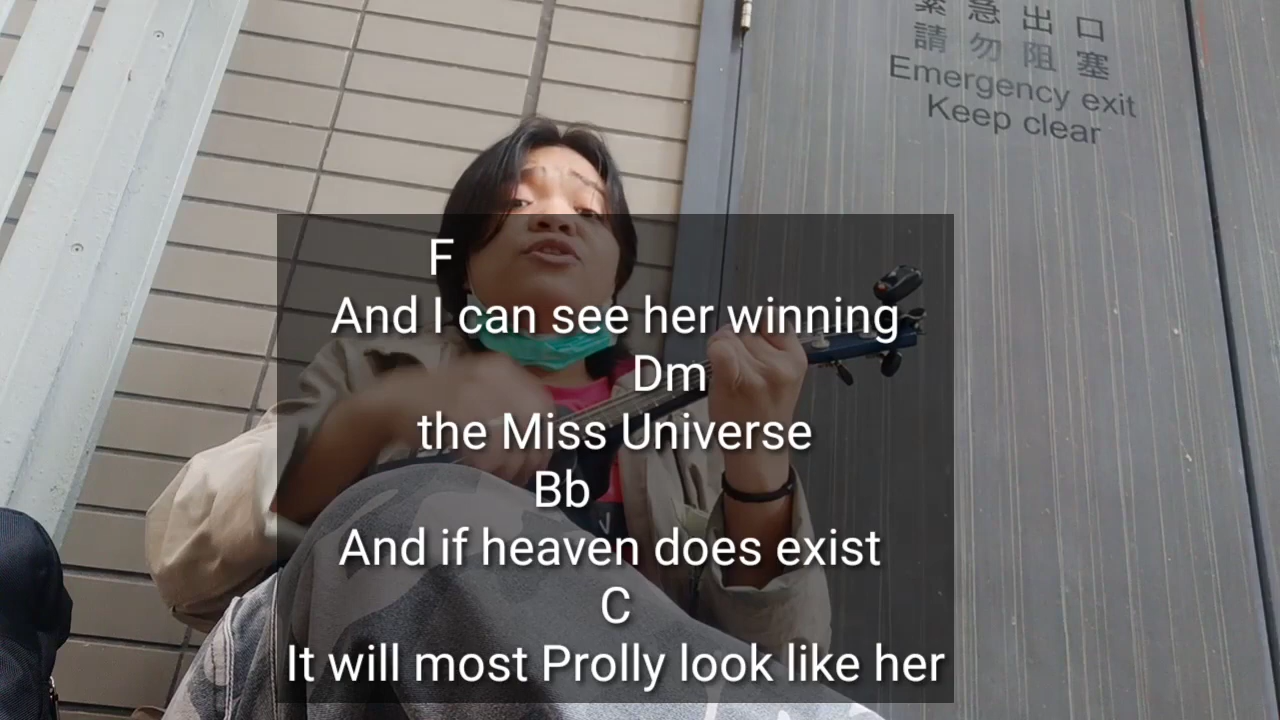 緊急出口
請勿阻塞
Emergency exit
Keep clear
F
And I can see her winning
Dm
the Miss Universe
Bb
And if heaven does exist
C
It will most Prolly look like her